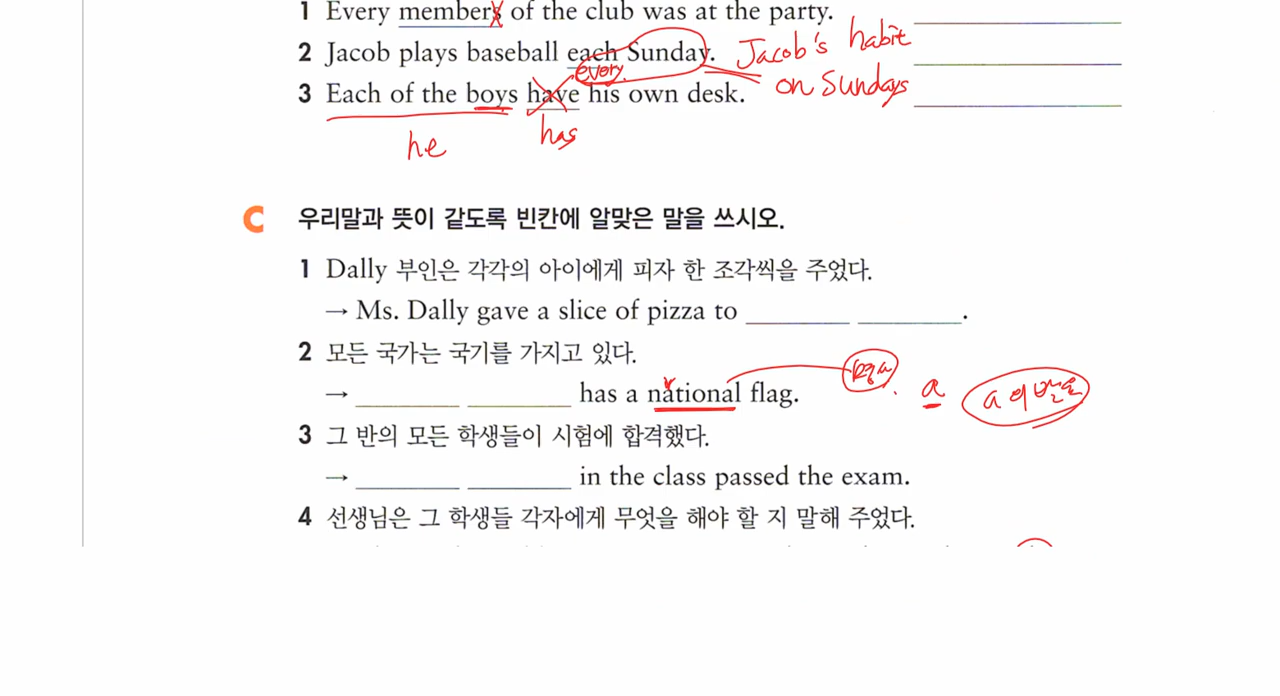 1 Every members of the club was at the party.
2 Jacob plays baseball each Sunday. Jacob's habit
every
on Sundays
3 Each of the boys have his own desk.
he has
C 우리말과 뜻이 같도록 빈칸에 알맞은 말을 쓰시오.
1 Dally 부인은 각각의 아이에게 피자 한 조각씩을 주었다.
→ Ms. Dally gave a slice of pizza to ________ ________.
2 모든 국가는 국기를 가지고 있다.
→ ________ ________ has a national flag. a a의 발음
3 그 반의 모든 학생들이 시험에 합격했다.
→ ________ ________ in the class passed the exam.
4 선생님은 그 학생들 각자에게 무엇을 해야 할 지 말해 주었다.